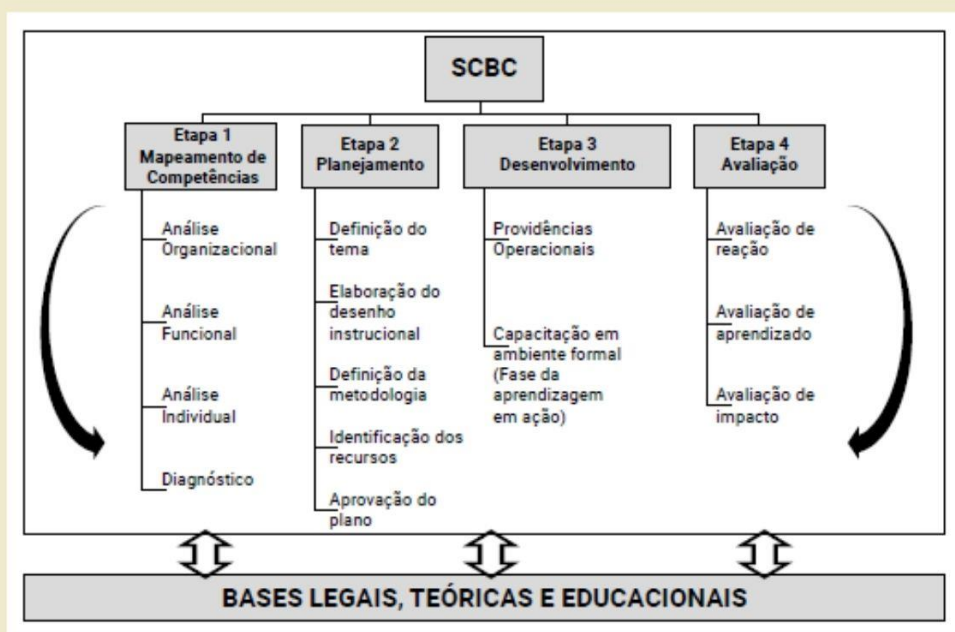 SCBC
Etapa 1
Mapeamento de
Competências
Análise
Organizacional
Análise
Funcional
Análise
Individual
Diagnóstico
Etapa 2
Planejamento
Definição do
tema
Elaboração do
desenho
instrucional
Definição da
metodologia
Identificação dos
recursos
Aprovação do
plano
Etapa 3
Desenvolvimento
Providências
Operacionais
Capacitação em
ambiente formal
(Fase da
aprendizagem
em ação)
Etapa 4
Avaliação
Avaliação de
reação
Avaliação de
aprendizado
Avaliação de
impacto
BASES LEGAIS, TEÓRICAS E EDUCACIONAIS